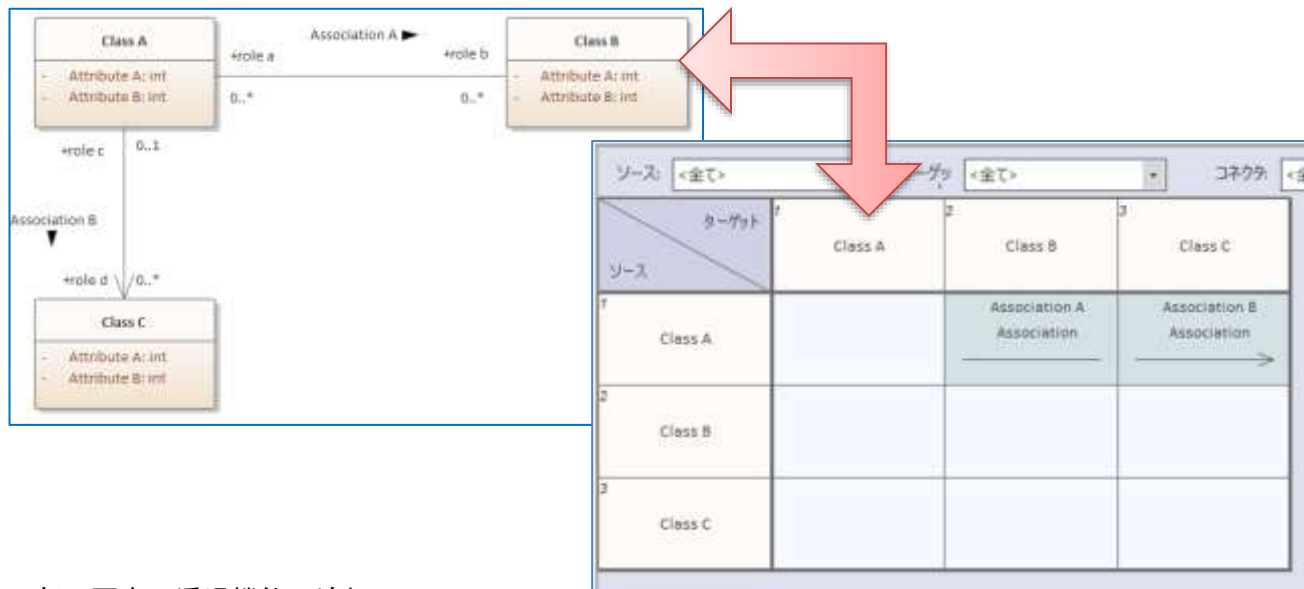 Class A
- Attribute A: int
- Attribute B: int
Association A ►
+role a
+role b
0..*
0..*
Class B
- Attribute A: int
- Attribute B: int
+role c
0..1
Association B
▼
+role d
0..*
Class C
- Attribute A: int
- Attribute B: int
ソース: <全て>
<全て>
コネクタ:
ターゲット
ソース
1
Class A
2
Class B
3
Class C
1
Class A
Association A
Association
Association B
Association
2
Class B
3
Class C